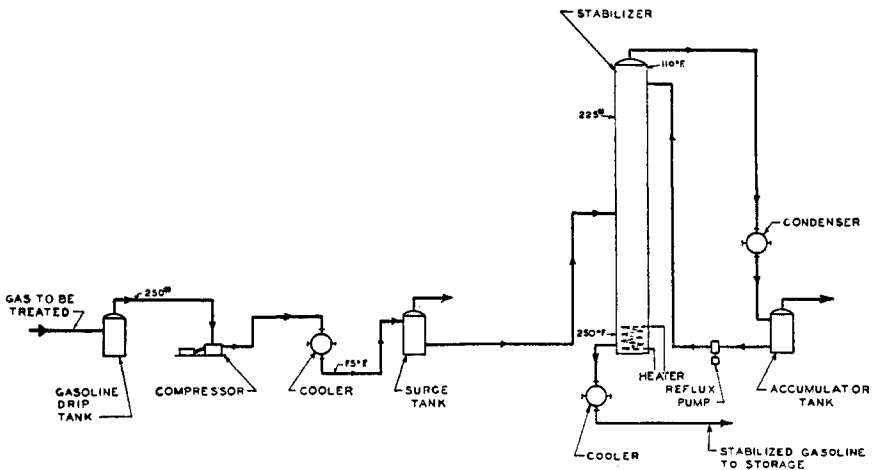 STABILIZER
110°F
225#
CONDENSER
GAS TO BE
TREATED
250#
250°F
75°F
GASOLINE
DRIP
TANK
COMPRESSOR
COOLER
SURGE
TANK
HEATER
REFLUX
PUMP
ACCUMULATOR
TANK
COOLER
STABILIZED GASOLINE
TO STORAGE